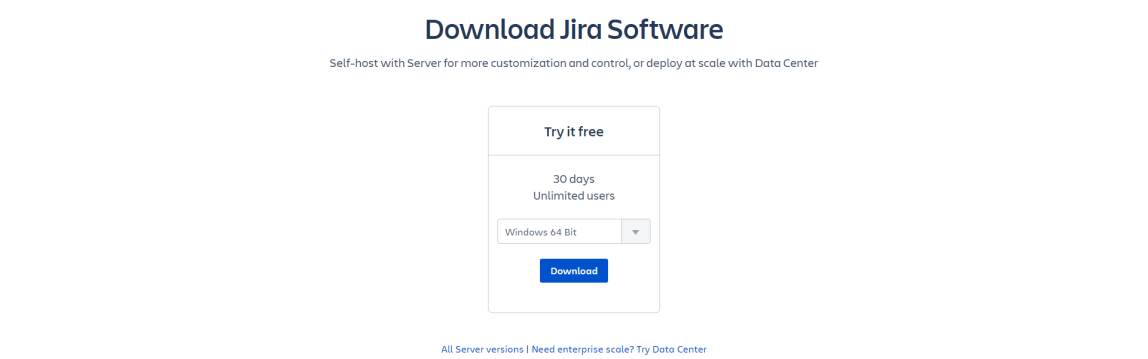 Download Jira Software
Self-host with Server for more customization and control, or deploy at scale with Data Center
Try it free
30 days
Unlimited users
Windows 64 Bit
Download
All Server versions | Need enterprise scale? Try Data Center